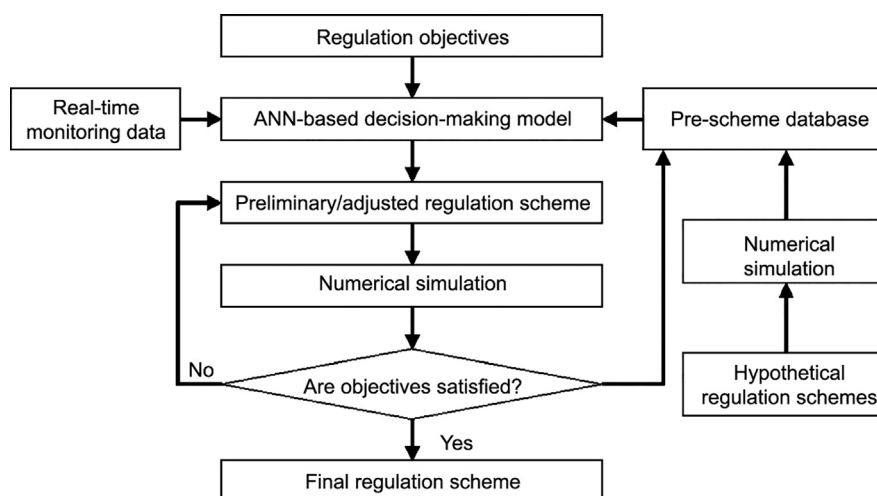 Regulation objectives
Real-time
monitoring data
ANN-based decision-making model
Pre-scheme database
Preliminary/adjusted regulation scheme
Numerical
simulation
Numerical simulation
No
Are objectives satisfied?
Hypothetical
regulation schemes
Yes
Final regulation scheme